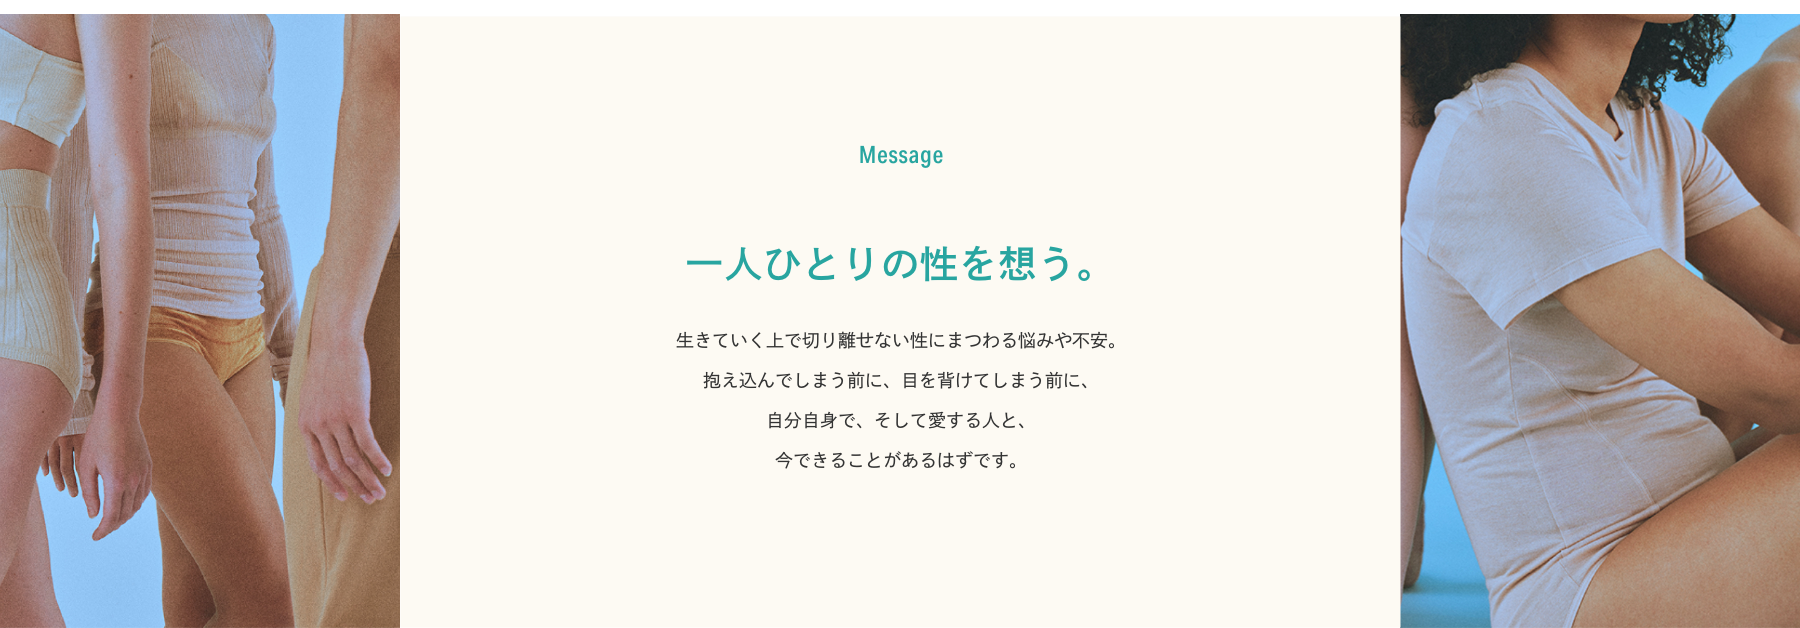 Message
一人ひとりの性を想う。
生きていく上で切り離せない性にまつわる悩みや不安。
抱え込んでしまう前に、目を背けてしまう前に、
自分自身で、そして愛する人と、
今できることがあるはずです。